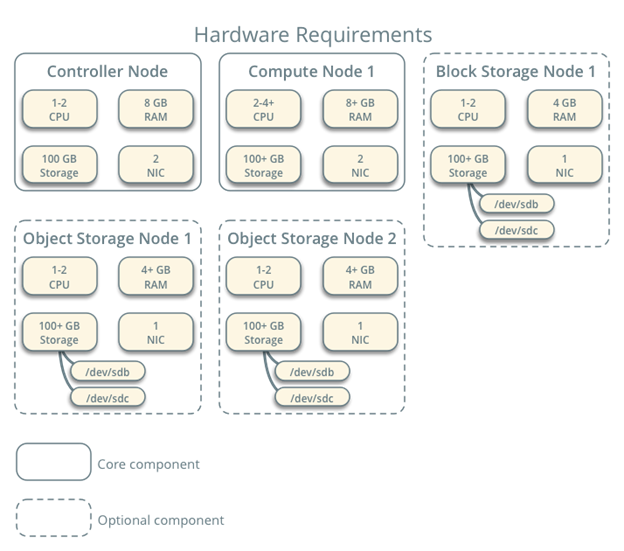 Hardware Requirements
Controller Node
1-2
CPU
8 GB
RAM
100 GB
Storage
2
NIC
Compute Node 1
2-4+
CPU
8+ GB
RAM
100+ GB
Storage
2
NIC
Block Storage Node 1
1-2
CPU
4 GB
RAM
100+ GB
Storage
1
NIC
/dev/sdb
/dev/sdc
Object Storage Node 1
1-2
CPU
4+ GB
RAM
100+ GB
Storage
1
NIC
/dev/sdb
/dev/sdc
Object Storage Node 2
1-2
CPU
4+ GB
RAM
100+ GB
Storage
1
NIC
/dev/sdb
/dev/sdc
Core component
Optional component